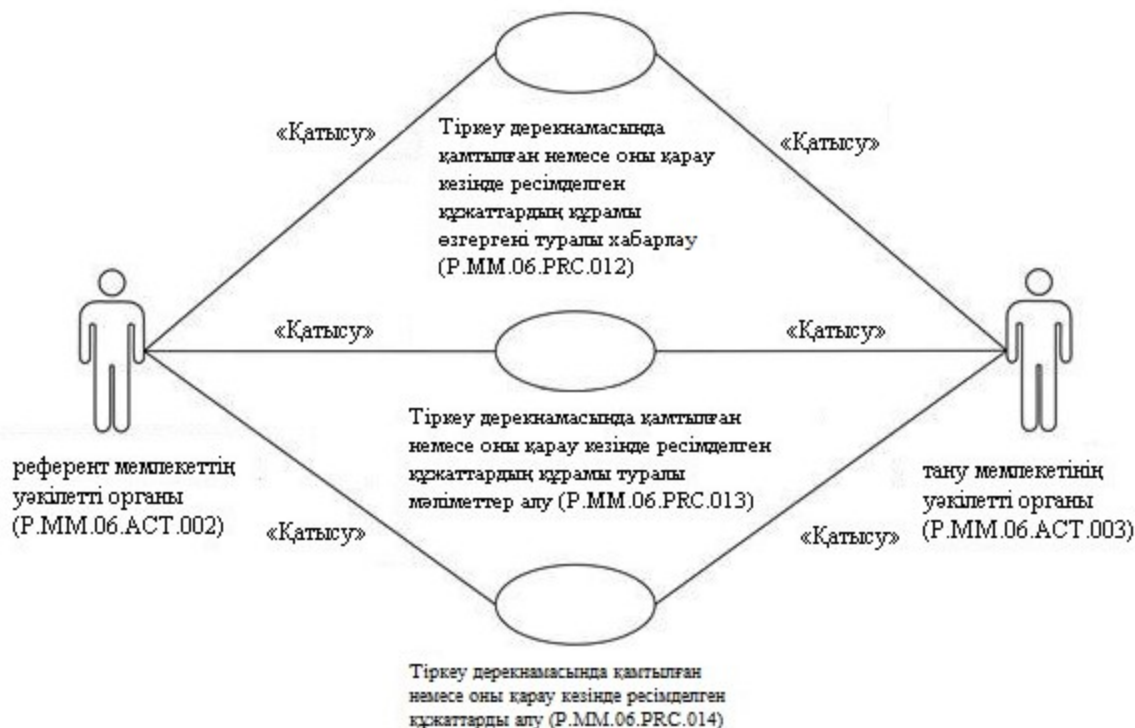 «Қатысу»
«Қатысу»
Тіркеу дерекнамасында
қамтылған немесе оны қарау
кезінде ресімделген
құжаттардың құрамы
өзгергені туралы хабарлау
(P.MM.06.PRC.012)
«Қатысу»
«Қатысу»
Тіркеу дерекнамасында қамтылған
немесе оны қарау кезінде ресімделген
құжаттардың құрамы туралы
мәліметтер алу (P.MM.06.PRC.013)
референт мемлекеттің
уәкілетті органы
(P.MM.06.ACT.002)
тану мемлекетінің
уәкілетті органы
(P.MM.06.ACT.003)
«Қатысу»
«Қатысу»
Тіркеу дерекнамасында қамтылған
немесе оны қарау кезінде ресімделген
құжаттарды алу (P.MM.06.PRC.014)